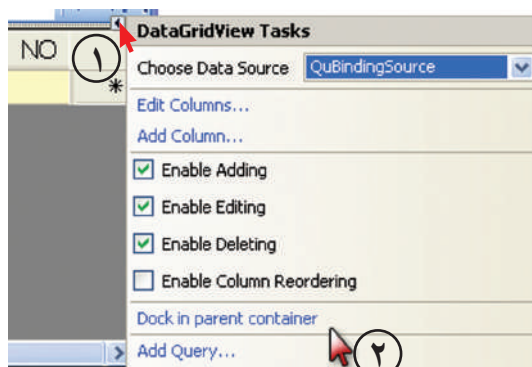 NO
١
DataGridView Tasks
Choose Data Source QuBindingSource
*
Edit Columns...
Add Column...
Enable Adding
Enable Editing
Enable Deleting
Enable Column Reordering
Dock in parent container
Add Query...
٢